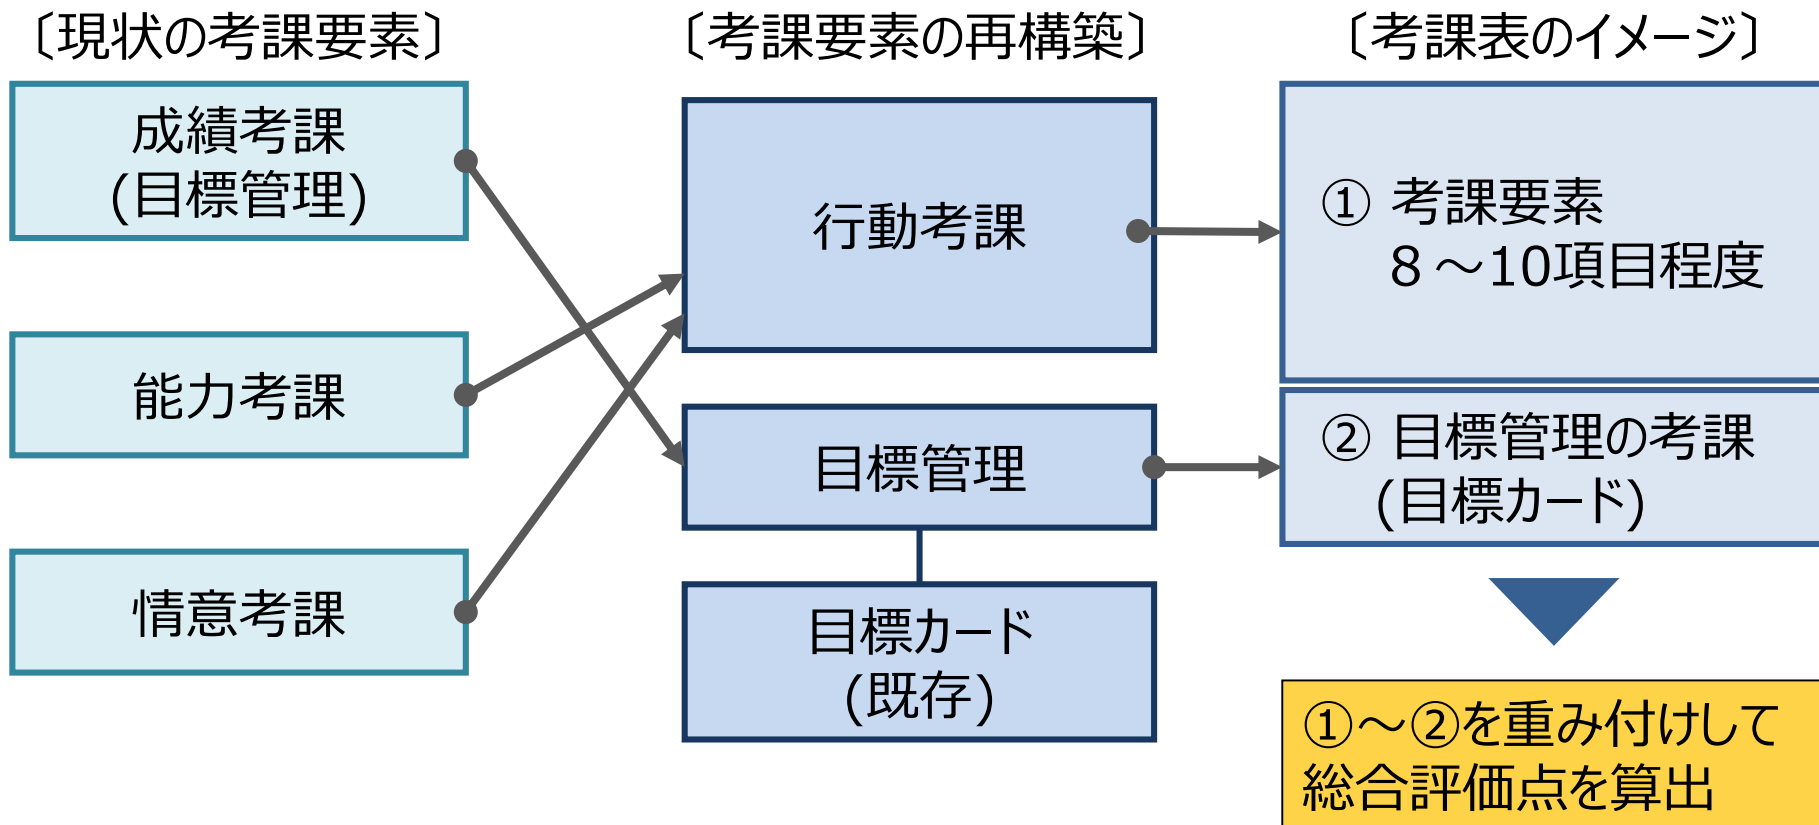 〔現状の考課要素〕
成績考課
(目標管理)
能力考課
情意考課
〔考課要素の再構築〕
行動考課
目標管理
目標カード
(既存)
〔考課表のイメージ〕
① 考課要素
８～10項目程度
② 目標管理の考課
(目標カード)
①～②を重み付けして
総合評価点を算出